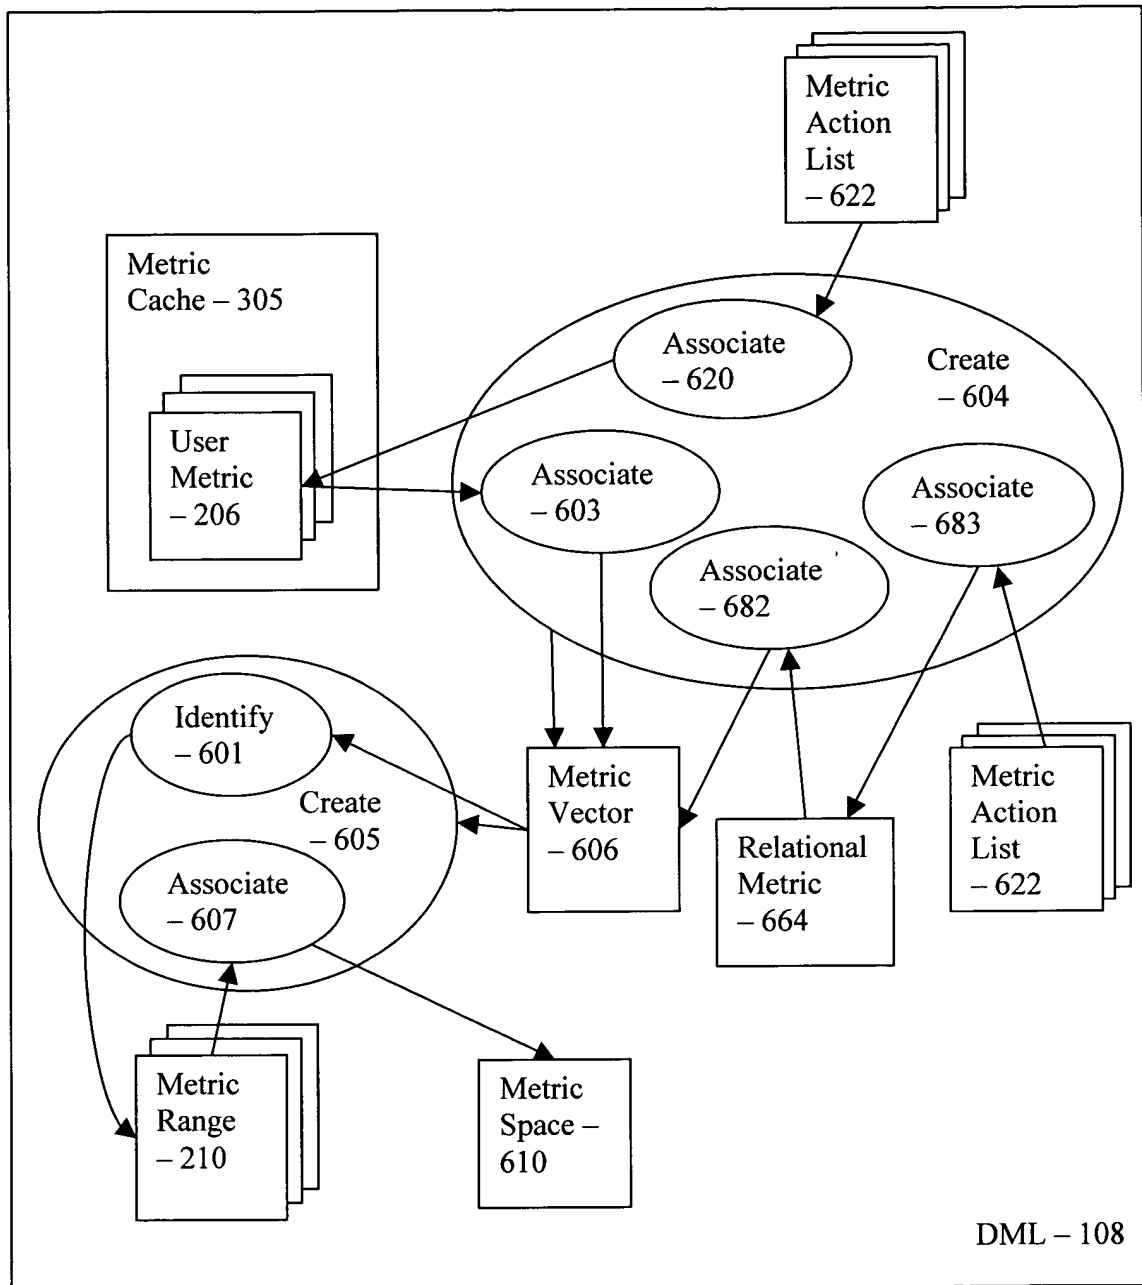 Metric
Action
List
– 622
Metric
Cache – 305
User
Metric
– 206
Associate
– 620
Create
– 604
Associate
– 603
Associate
– 683
Associate
– 682
Identify
– 601
Create
– 605
Associate
– 607
Metric
Vector
– 606
Relational
Metric
– 664
Metric
Action
List
– 622
Metric
Range
– 210
Metric
Space –
610
DML – 108